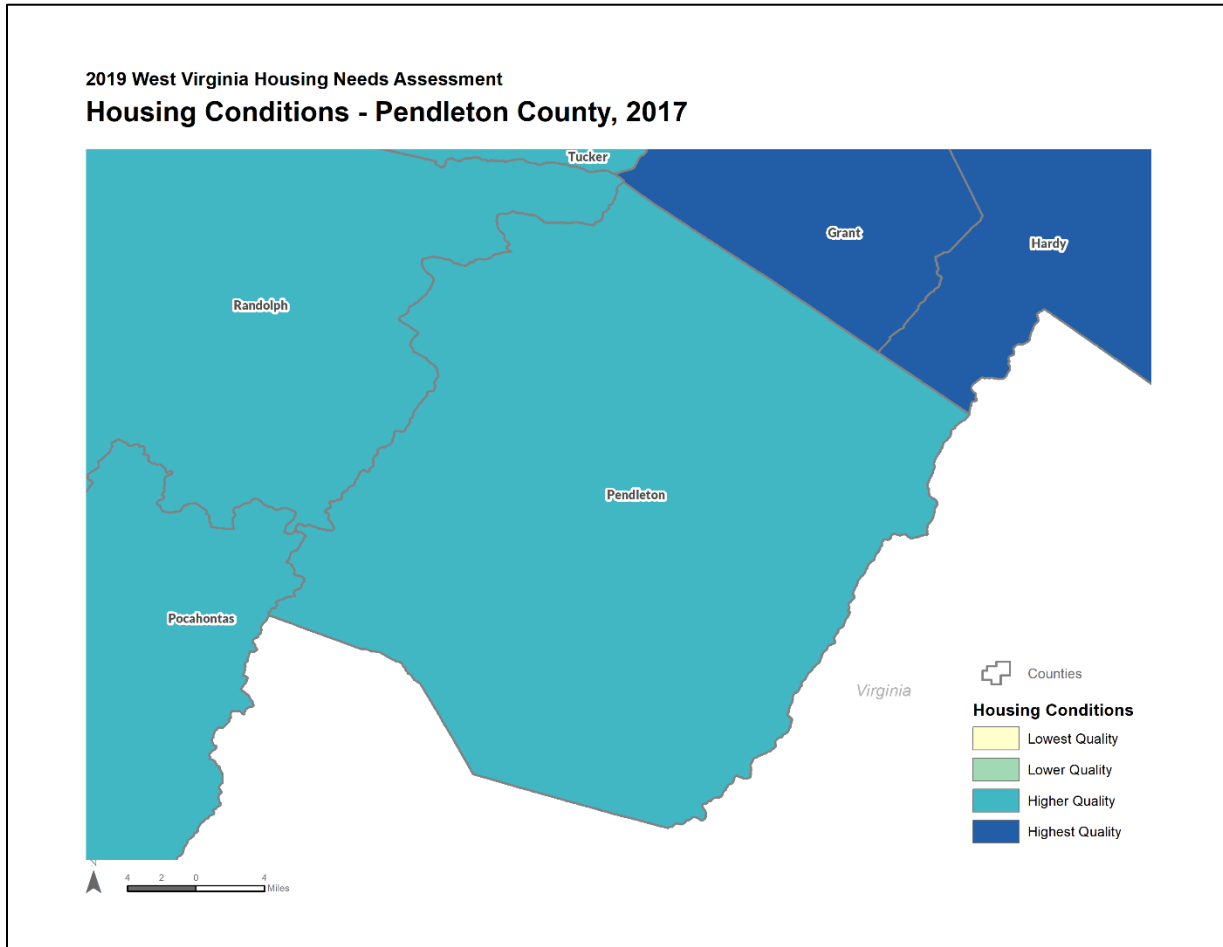 2019 West Virginia Housing Needs Assessment
Housing Conditions - Pendleton County, 2017
Tucker
Grant
Hardy
Randolph
Pendleton
Pocahontas
Virginia
Counties
Housing Conditions
Lowest Quality
Lower Quality
Higher Quality
Highest Quality
4 2 0 4
Miles